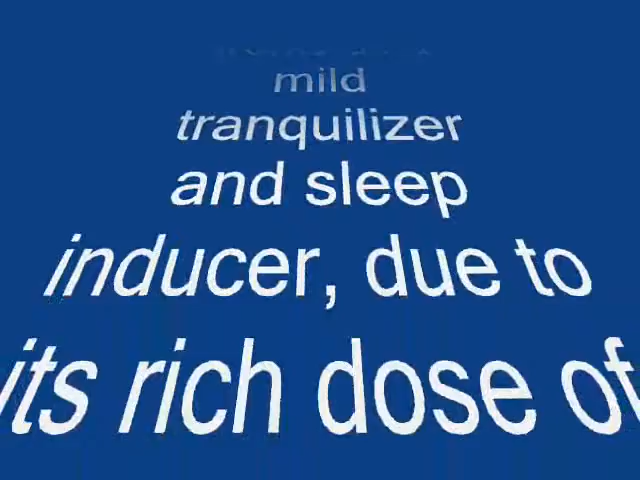 mild
tranquilizer
and sleep
inducer, due to
its rich dose of